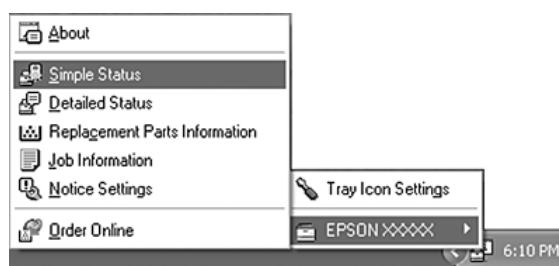 About
Simple Status
Detailed Status
Replacement Parts Information
Job Information
Notice Settings
Order Online
Tray Icon Settings
EPSON XXXXX
6:10 PM